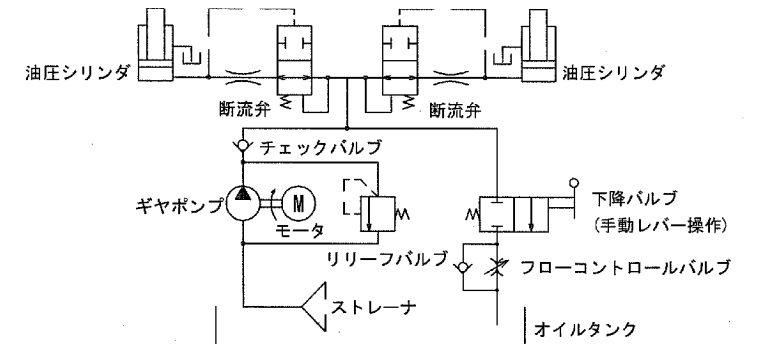 油圧シリンダ
油圧シリンダ
断流弁
断流弁
チェックバルブ
ギヤポンプ
M
モータ
下降バルブ
(手動レバー操作)
リリーフバルブ
フローコントロールバルブ
ストレーナ
オイルタンク